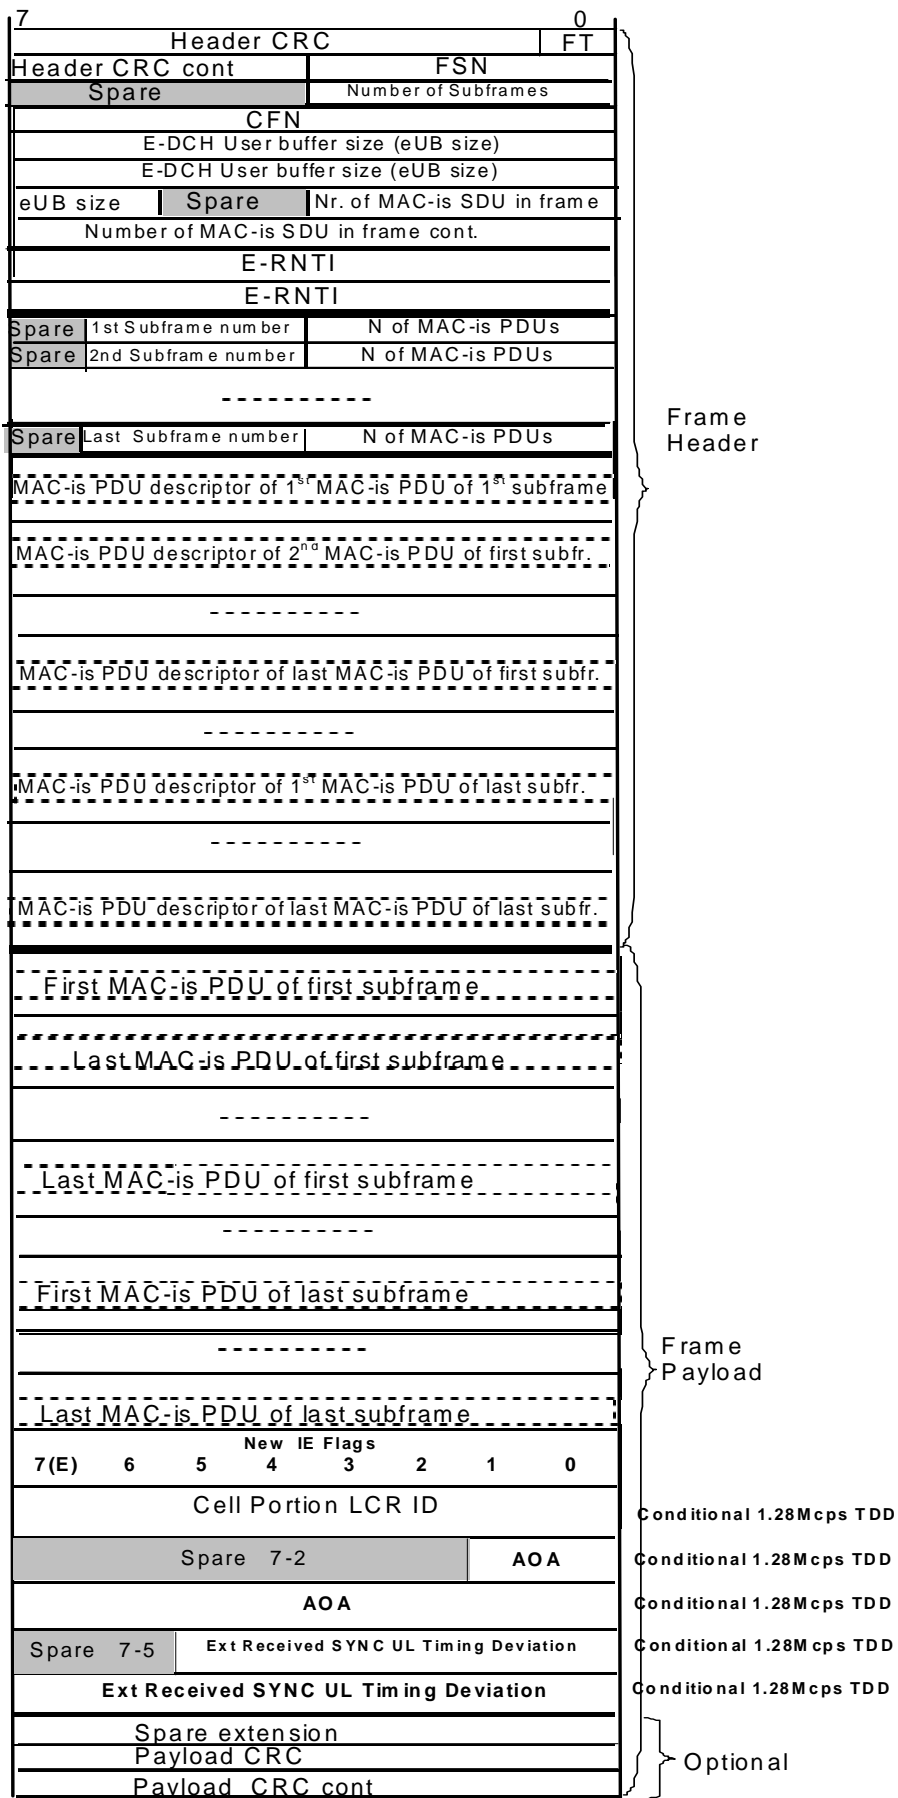 7 0
Header CRC FT
Header CRC cont FSN
Spare Number of Subframes
CFN
E-DCH User buffer size (eUB size)
E-DCH User buffer size (eUB size)
eUB size Spare Nr. of MAC-is SDU in frame
Number of MAC-is SDU in frame cont.
E-RNTI
E-RNTI
Spare 1st Subframe number N of MAC-is PDUs
Spare 2nd Subframe number N of MAC-is PDUs
Spare Last Subframe number N of MAC-is PDUs
Frame
Header
MAC-is PDU descriptor of 1st MAC-is PDU of 1st subframe
MAC-is PDU descriptor of 2nd MAC-is PDU of first subfr.
MAC-is PDU descriptor of last MAC-is PDU of first subfr.
MAC-is PDU descriptor of 1st MAC-is PDU of last subfr.
MAC-is PDU descriptor of last MAC-is PDU of last subfr.
First MAC-is PDU of first subframe
Last MAC-is PDU of first subframe
Last MAC-is PDU of first subframe
First MAC-is PDU of last subframe
Frame
Payload
Last MAC-is PDU of last subframe
New IE Flags
7(E) 6 5 4 3 2 1 0
Cell Portion LCR ID Conditional 1.28Mcps TDD
Spare 7-2 AOA Conditional 1.28Mcps TDD
AOA Conditional 1.28Mcps TDD
Spare 7-5 Ext Received SYNC UL Timing Deviation Conditional 1.28Mcps TDD
Ext Received SYNC UL Timing Deviation Conditional 1.28Mcps TDD
Spare extension
Payload CRC
Optional
Payload CRC cont